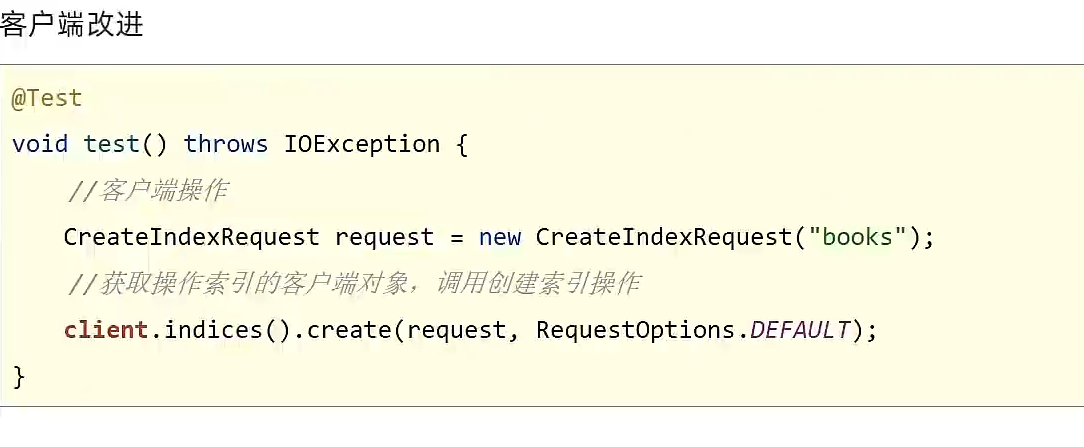 客户端改进
@Test
void test() throws IOException {
//客户端操作
CreateIndexRequest request = new CreateIndexRequest("books");
//获取操作索引的客户端对象，调用创建索引操作
client.indices().create(request, RequestOptions.DEFAULT);
}